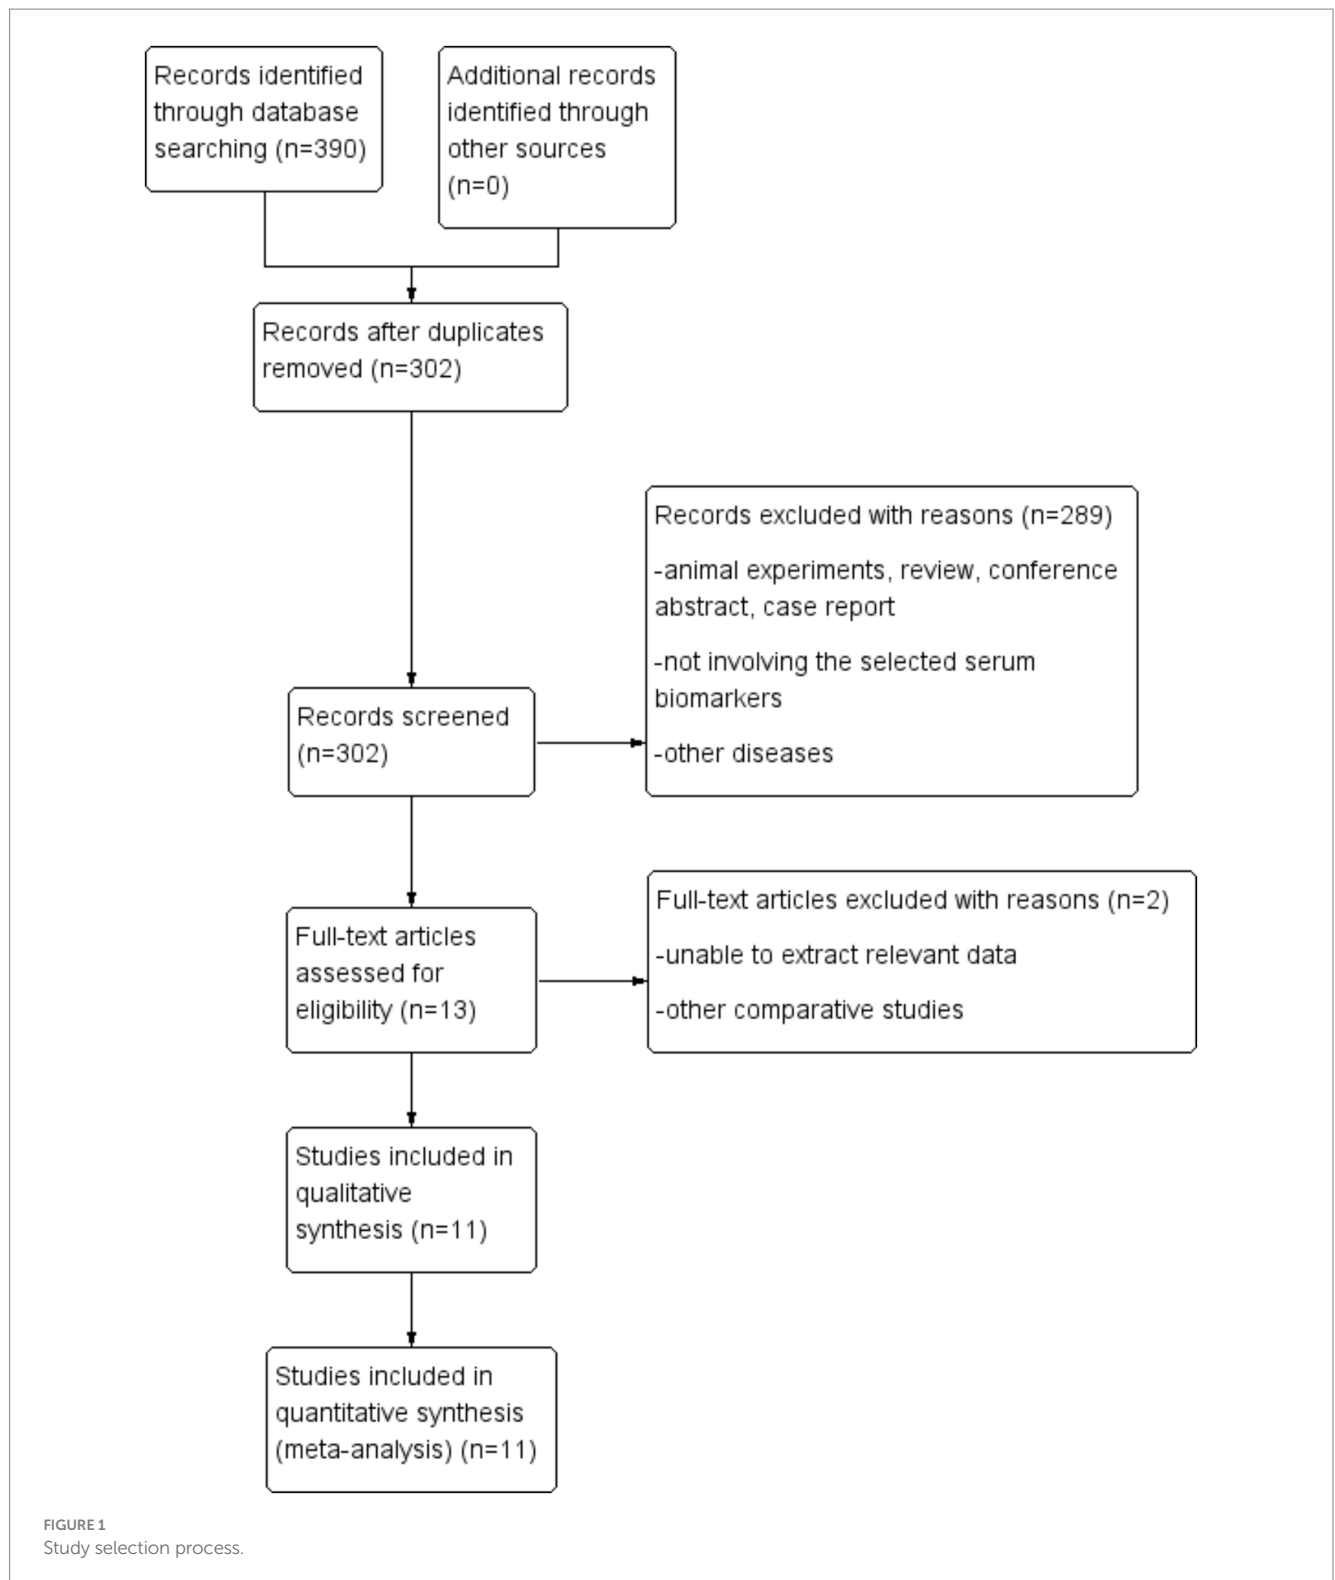 Records identified
through database
searching (n=390)
Additional records
identified through
other sources
(n=0)
Records after duplicates
removed (n=302)
Records excluded with reasons (n=289)
-animal experiments, review, conference
abstract, case report
-not involving the selected serum
biomarkers
-other diseases
Records screened
(n=302)
Full-text articles excluded with reasons (n=2)
-unable to extract relevant data
-other comparative studies
Full-text articles
assessed for
eligibility (n=13)
Studies included in
qualitative
synthesis (n=11)
Studies included in
quantitative synthesis
(meta-analysis) (n=11)
FIGURE 1
Study selection process.